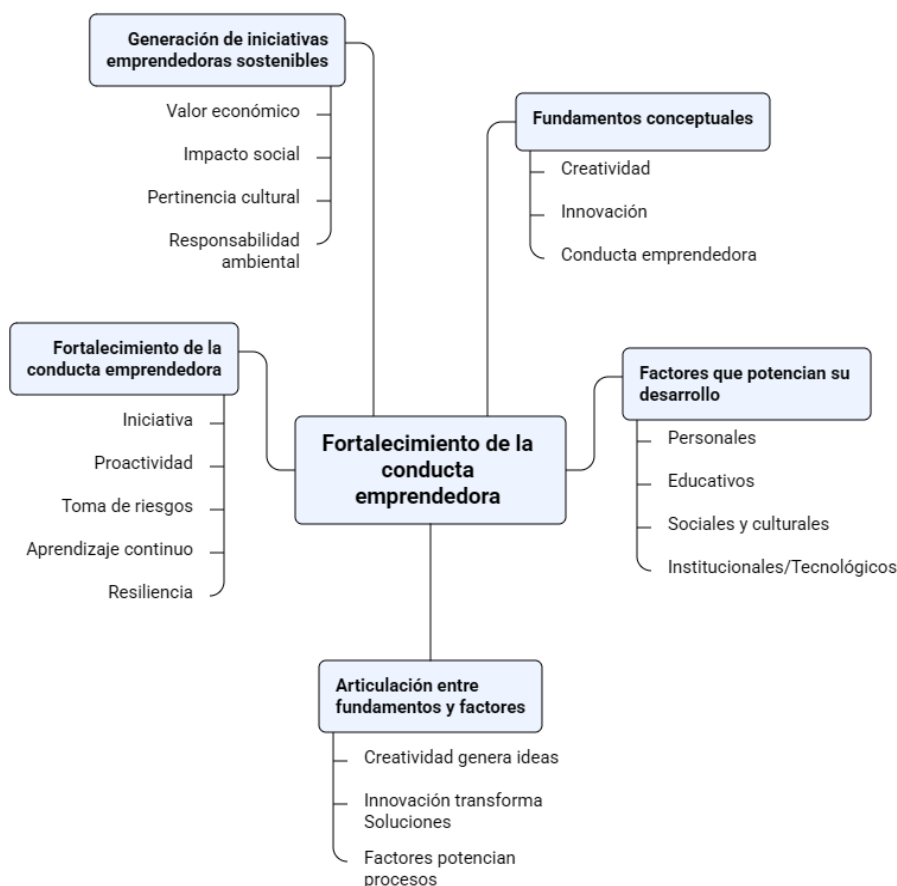 Generación de iniciativas
emprendedoras sostenibles
Valor económico
Impacto social
Pertinencia cultural
Responsabilidad
ambiental
Fundamentos conceptuales
Creatividad
Innovación
Conducta emprendedora
Fortalecimiento de la
conducta emprendedora
Iniciativa
Proactividad
Toma de riesgos
Aprendizaje continuo
Resiliencia
Fortalecimiento de la
conducta
emprendedora
Factores que potencian su
desarrollo
Personales
Educativos
Sociales y culturales
Institucionales/Tecnológicos
Articulación entre
fundamentos y factores
Creatividad genera ideas
Innovación transforma
Soluciones
Factores potencian
procesos